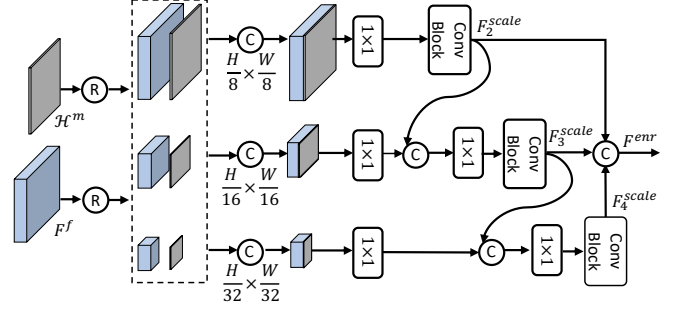 C
1×1
Conv
Block
F_2^{scale}
H/8 × W/8
ℋ^m
R
C
1×1
C
1×1
Conv
Block
F_3^{scale}
C
F^{enr}
H/16 × W/16
F^f
R
F_4^{scale}
C
1×1
C
1×1
Conv
Block
H/32 × W/32